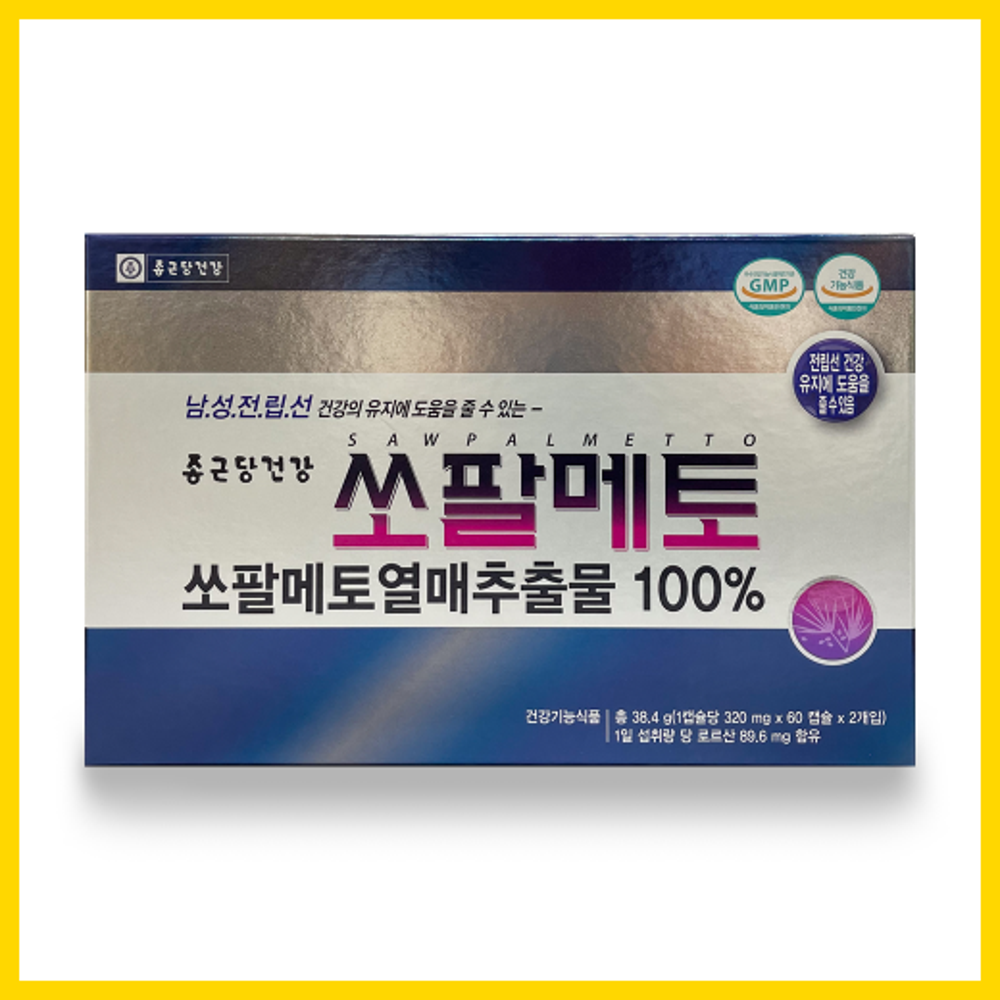 종근당건강
GMP
건강
기능식품
전립선 건강
유지에 도움을
줄 수 있음
남.성.전.립.선 건강의 유지에 도움을 줄 수 있는 –
SAWPALMETTO
종근당건강 쏘팔메토
쏘팔메토열매추출물 100%
건강기능식품 총 38.4 g(1캡슐당 320 mg x 60 캡슐 x 2개입)
1일 섭취량 당 로르산 89.6 mg 함유